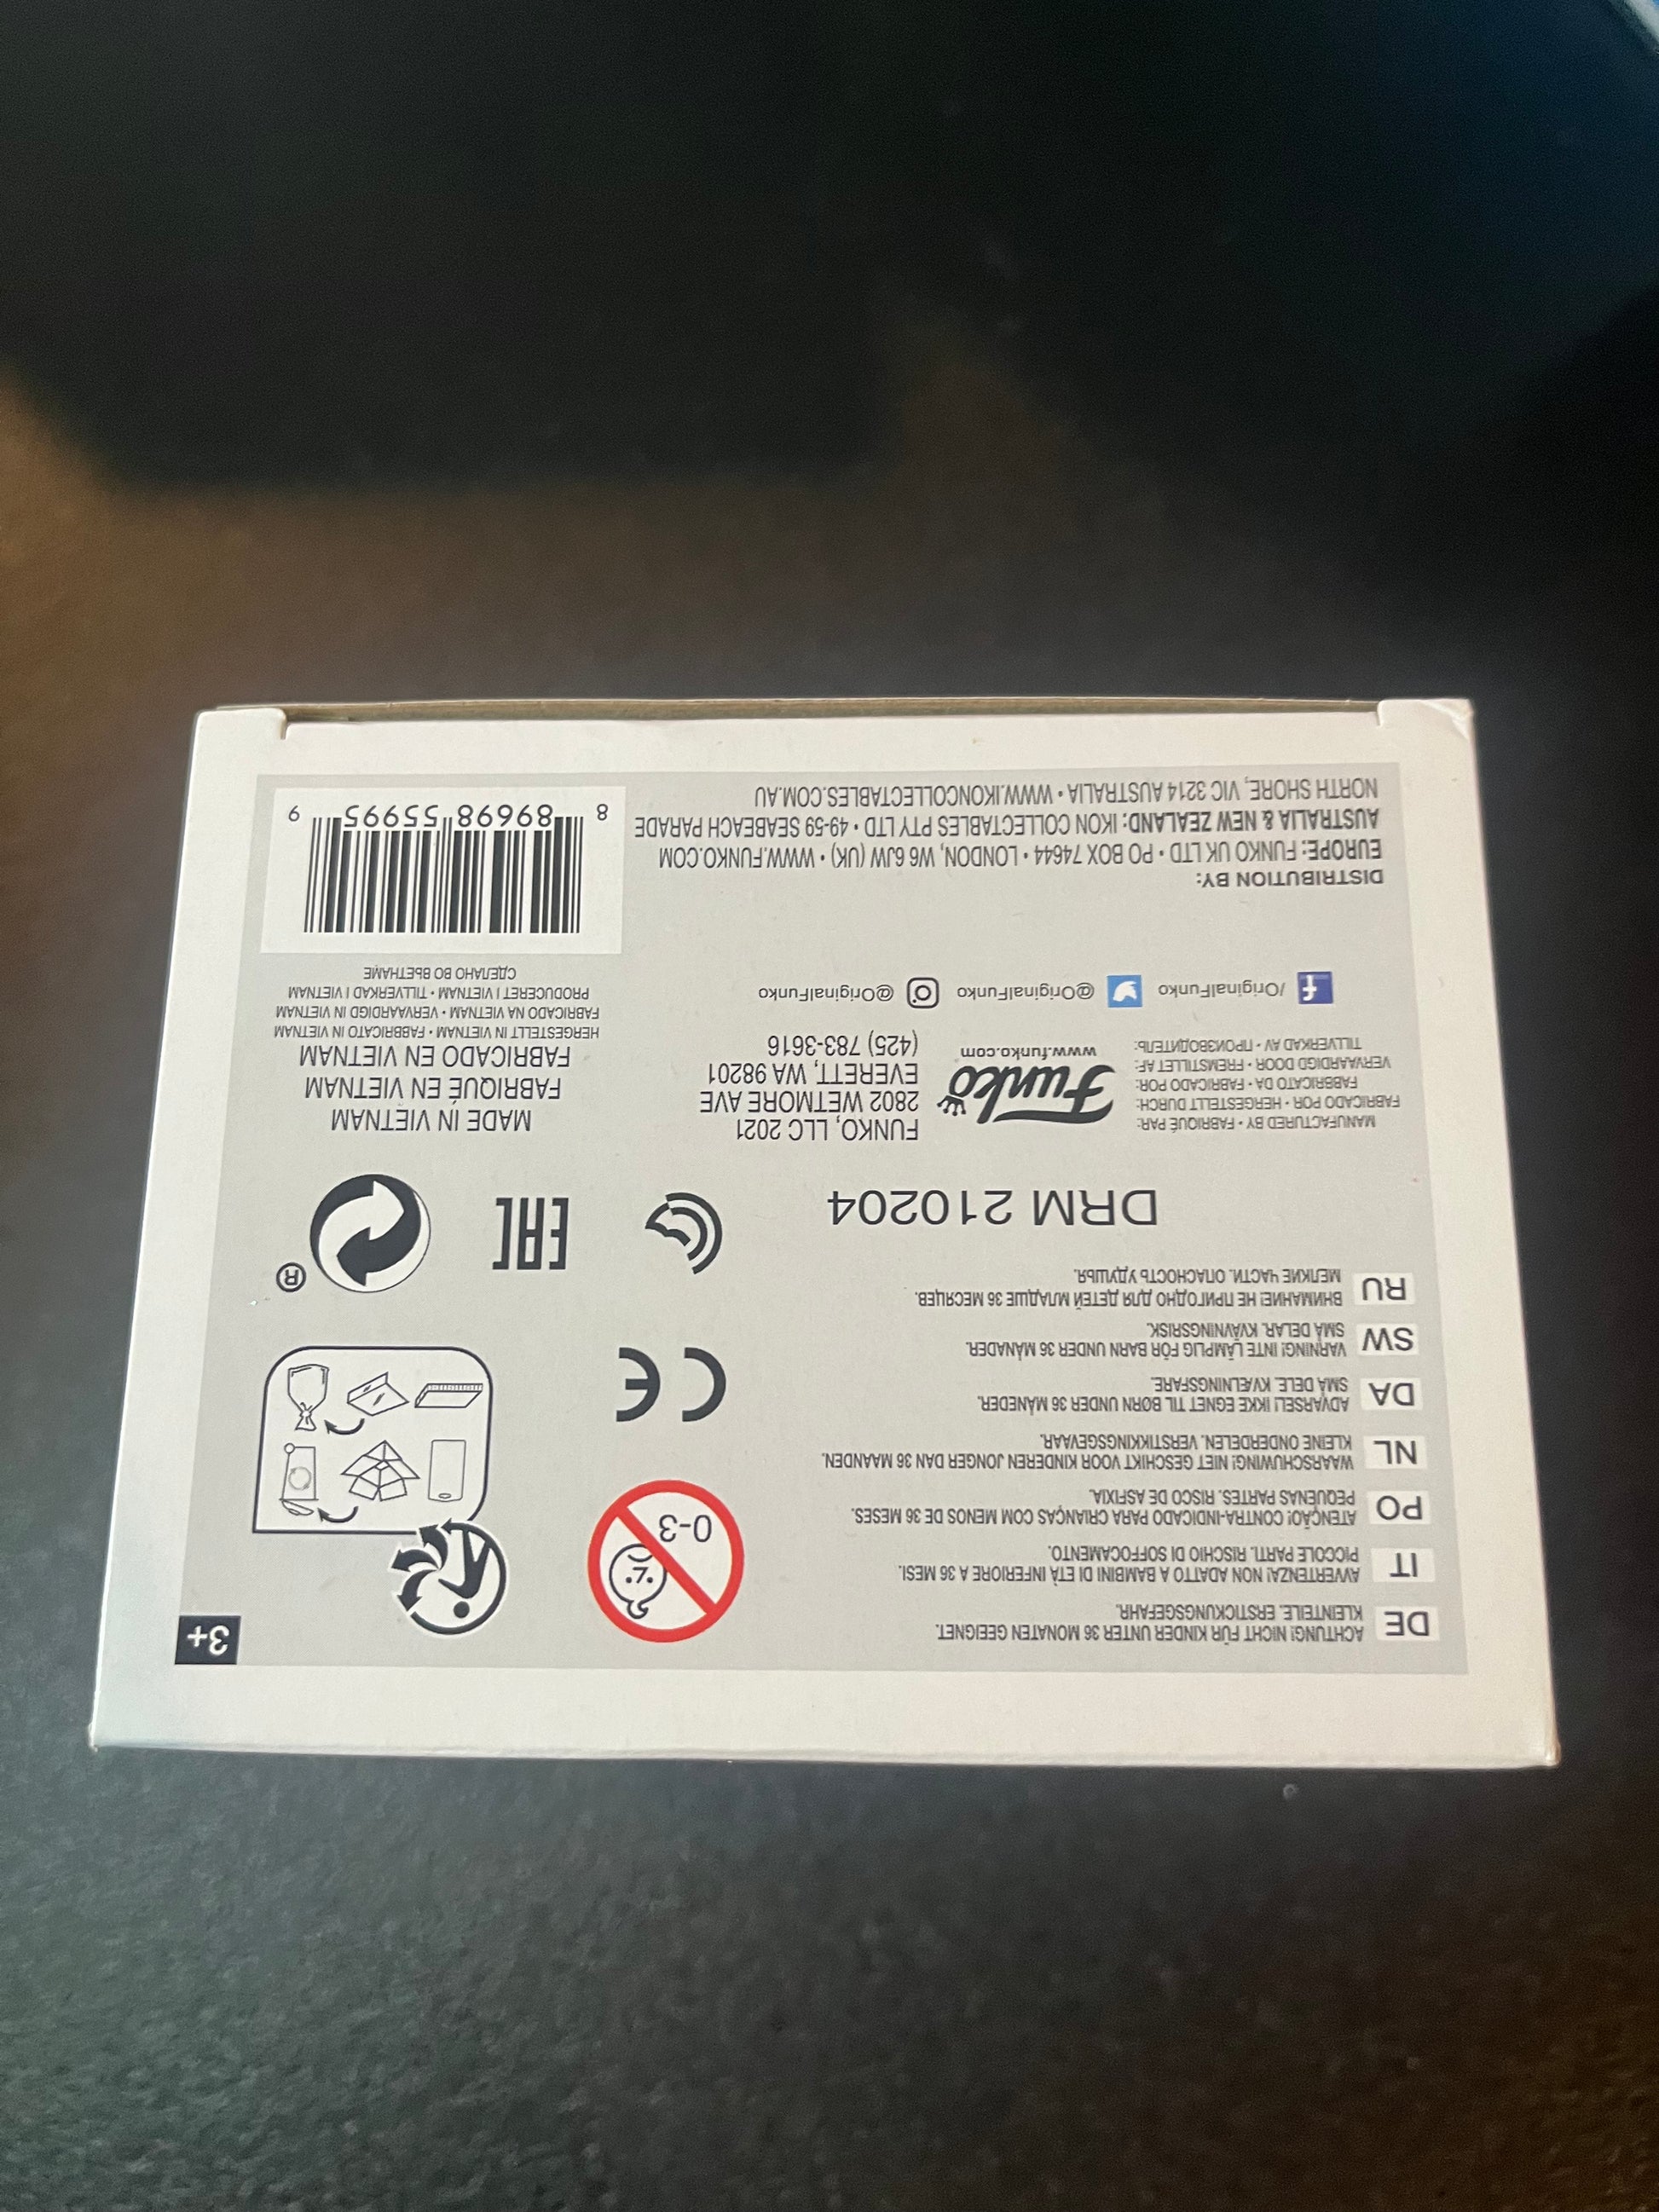 3+
DE
ACHTUNG! NICHT FÜR KINDER UNTER 36 MONATEN GEEIGNET.
KLEINTEILE. ERSTICKUNGSGEFAHR.
IT
AVVERTENZA! NON ADATTO A BAMBINI DI ETÀ INFERIORE A 36 MESI.
PICCOLE PARTI. RISCHIO DI SOFFOCAMENTO.
PO
ATENÇÃO! CONTRA-INDICADO PARA CRIANÇAS COM MENOS DE 36 MESES.
PEQUENAS PARTES. RISCO DE ASFIXIA.
NL
WAARSCHUWING! NIET GESCHIKT VOOR KINDEREN JONGER DAN 36 MAANDEN.
KLEINE ONDERDELEN. VERSTIKKINGSGEVAAR.
DA
ADVARSEL! IKKE EGNET TIL BØRN UNDER 36 MÅNEDER.
SMÅ DELE. KVÆLNINGSFARE.
SW
VARNING! INTE LÄMPLIG FÖR BARN UNDER 36 MÅNADER.
SMÅ DELAR. KVÄVNINGSRISK.
RU
ВНИМАНИЕ! НЕ ПРИГОДНО ДЛЯ ДЕТЕЙ МЛАДШЕ 36 МЕСЯЦЕВ.
МЕЛКИЕ ЧАСТИ. ОПАСНОСТЬ УДУШЬЯ.
0-3
CE
EAC
®
DRM 210204
MANUFACTURED BY • FABRIQUÉ PAR:
FABRICADO POR • HERGESTELLT DURCH:
FABBRICATO DA • FABRICADO POR:
VERVAARDIGD DOOR • FREMSTILLET AF:
TILLVERKAD AV • ПРОИЗВОДИТЕЛЬ:
Funko
www.funko.com
FUNKO, LLC 2021
2802 WETMORE AVE
EVERETT, WA 98201
(425) 783-3616
MADE IN VIETNAM
FABRIQUÉ EN VIETNAM
FABRICADO EN VIETNAM
HERGESTELLT IN VIETNAM • FABBRICATO IN VIETNAM
FABRICADO NA VIETNAM • VERVAARDIGD IN VIETNAM
PRODUCERET I VIETNAM • TILLVERKAD I VIETNAM
СДЕЛАНО ВО ВЬЕТНАМЕ
/OriginalFunko @OriginalFunko @OriginalFunko
DISTRIBUTION BY:
EUROPE: FUNKO UK LTD • PO BOX 74644 • LONDON, W6 6JW (UK) • WWW.FUNKO.COM
AUSTRALIA & NEW ZEALAND: IKON COLLECTABLES PTY LTD • 49-59 SEABEACH PARADE
NORTH SHORE, VIC 3214 AUSTRALIA • WWW.IKONCOLLECTABLES.COM.AU
8 89698 55995 9